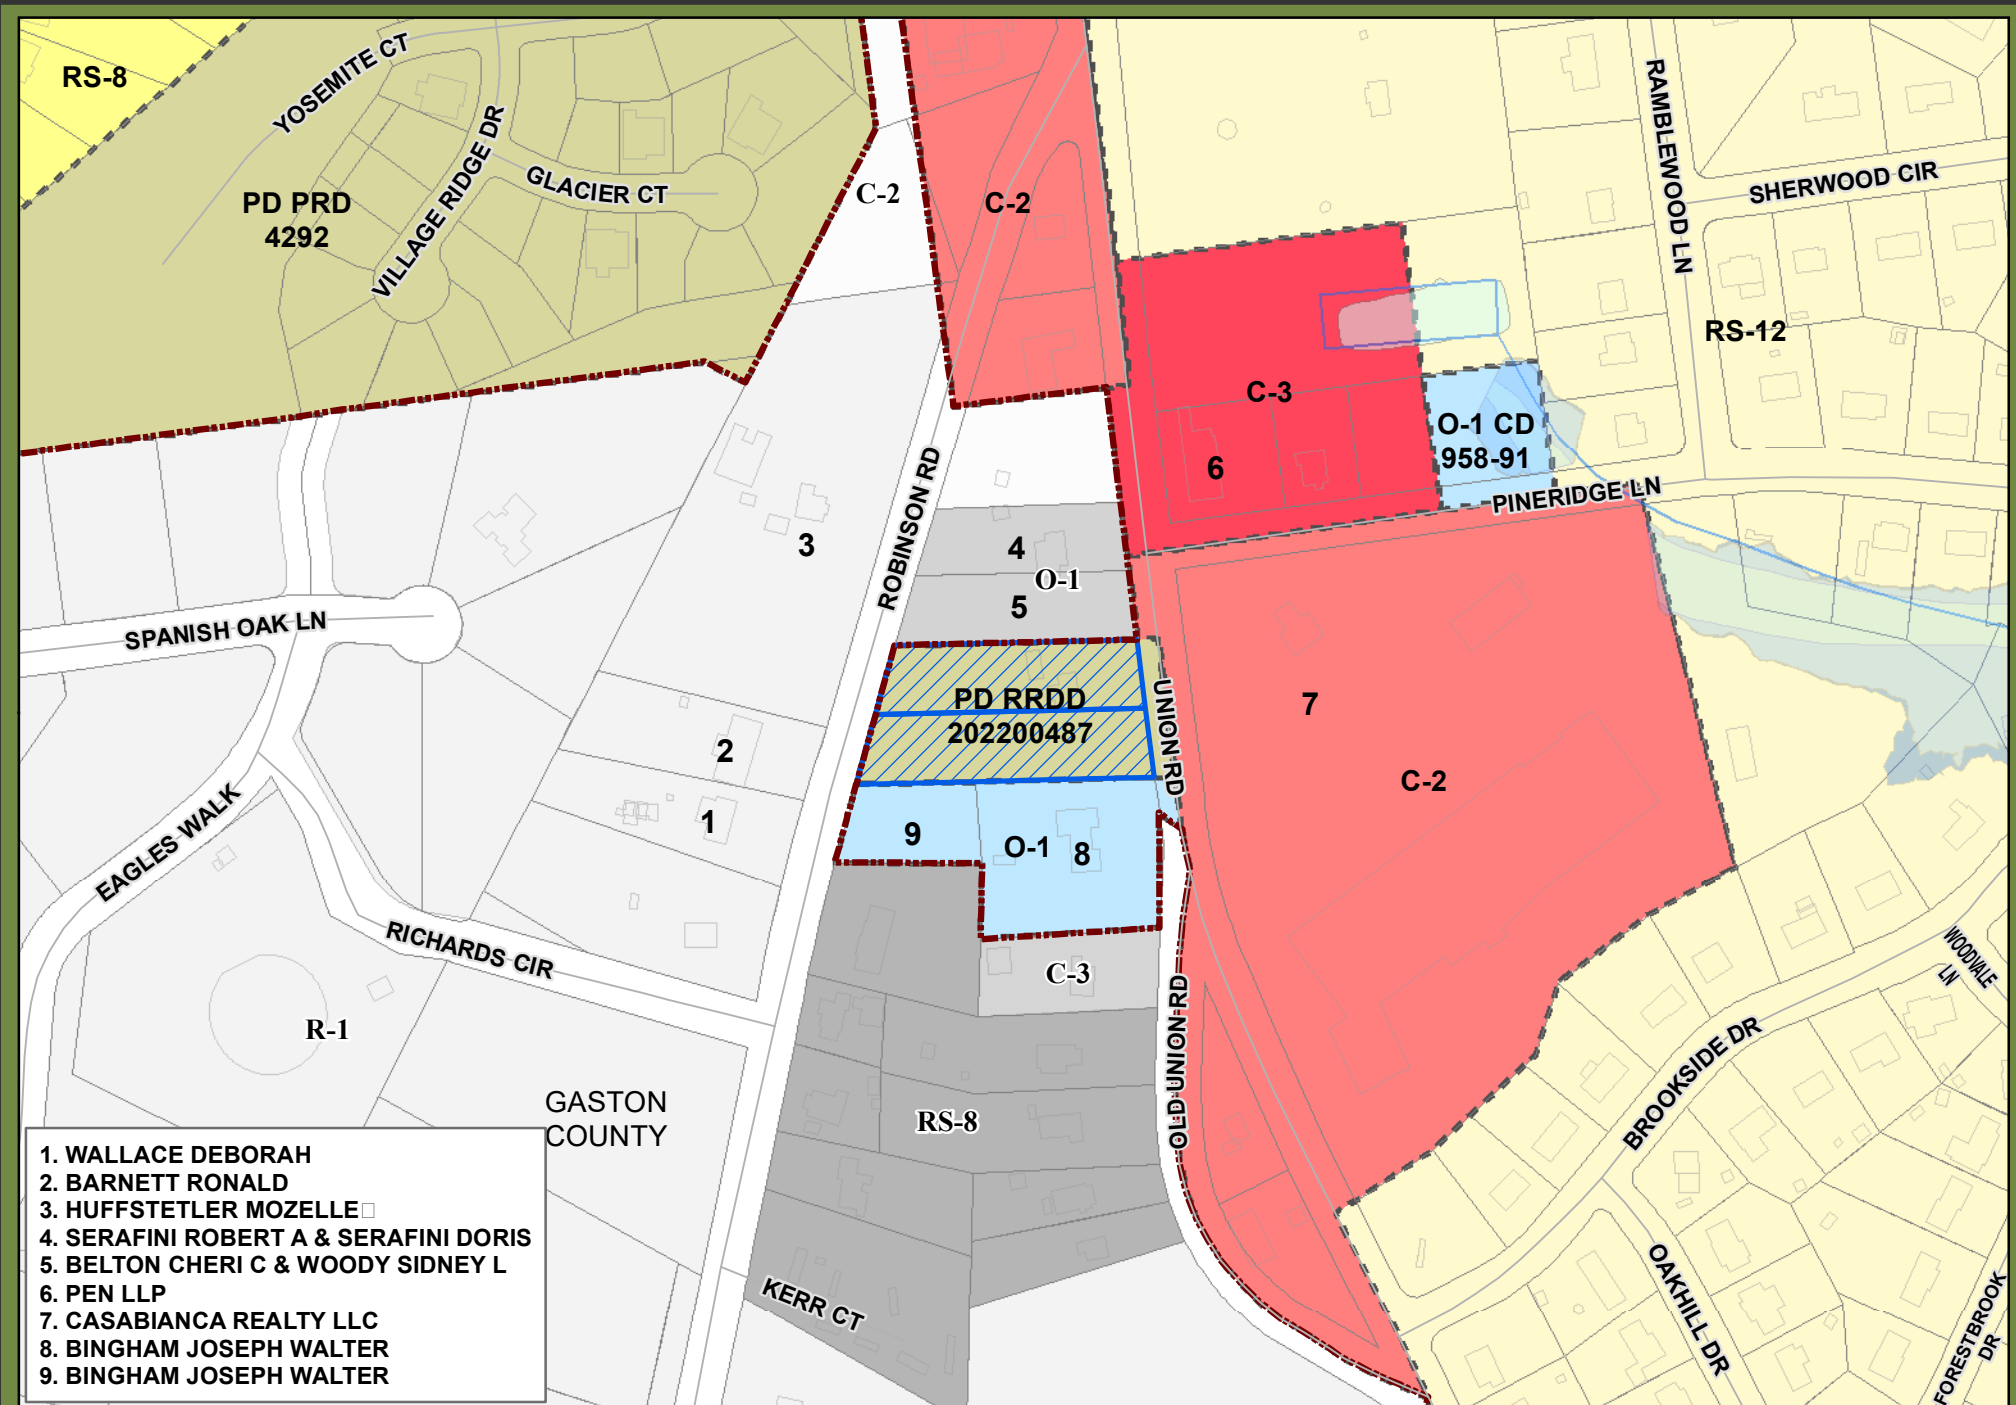 RS-8
YOSEMITE CT
VILLAGE RIDGE DR
GLACIER CT
PD PRD
4292
C-2
C-2
RAMBLEWOOD LN
SHERWOOD CIR
RS-12
C-3
6
O-1 CD
958-91
PINERIDGE LN
ROBINSON RD
3
4
O-1
5
SPANISH OAK LN
PD RRDD
202200487
UNION RD
7
C-2
2
1
9
O-1
8
EAGLES WALK
RICHARDS CIR
C-3
R-1
OLD UNION RD
WOODVALE
LN
BROOKSIDE DR
GASTON
COUNTY
RS-8
KERR CT
OAKHILL DR
FORESTBROOK
DR
1. WALLACE DEBORAH
2. BARNETT RONALD
3. HUFFSTETLER MOZELLE□
4. SERAFINI ROBERT A & SERAFINI DORIS
5. BELTON CHERI C & WOODY SIDNEY L
6. PEN LLP
7. CASABIANCA REALTY LLC
8. BINGHAM JOSEPH WALTER
9. BINGHAM JOSEPH WALTER